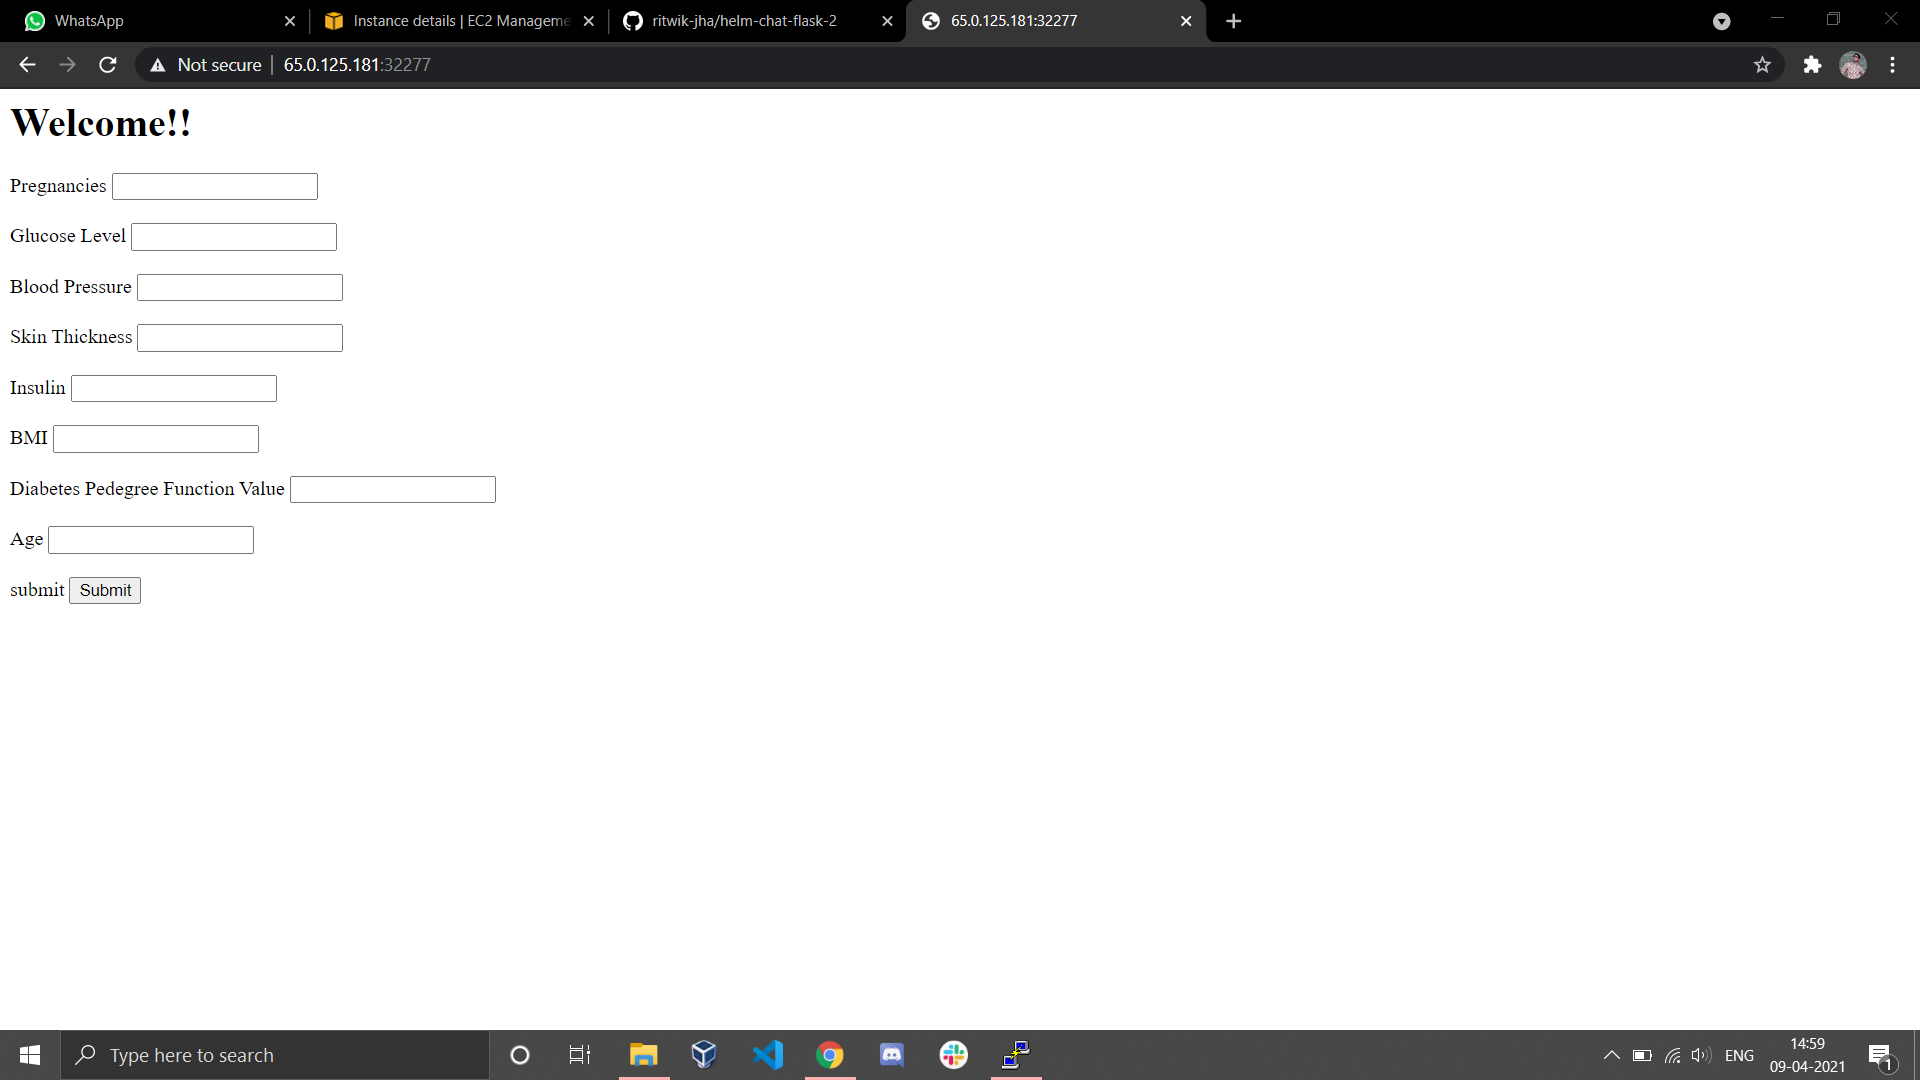 WhatsApp
Instance details | EC2 Manageme
ritwik-jha/helm-chat-flask-2
65.0.125.181:32277
Not secure 65.0.125.181:32277
Welcome!!
Pregnancies
Glucose Level
Blood Pressure
Skin Thickness
Insulin
BMI
Diabetes Pedegree Function Value
Age
submit Submit
Type here to search
ENG
14:59
09-04-2021
1